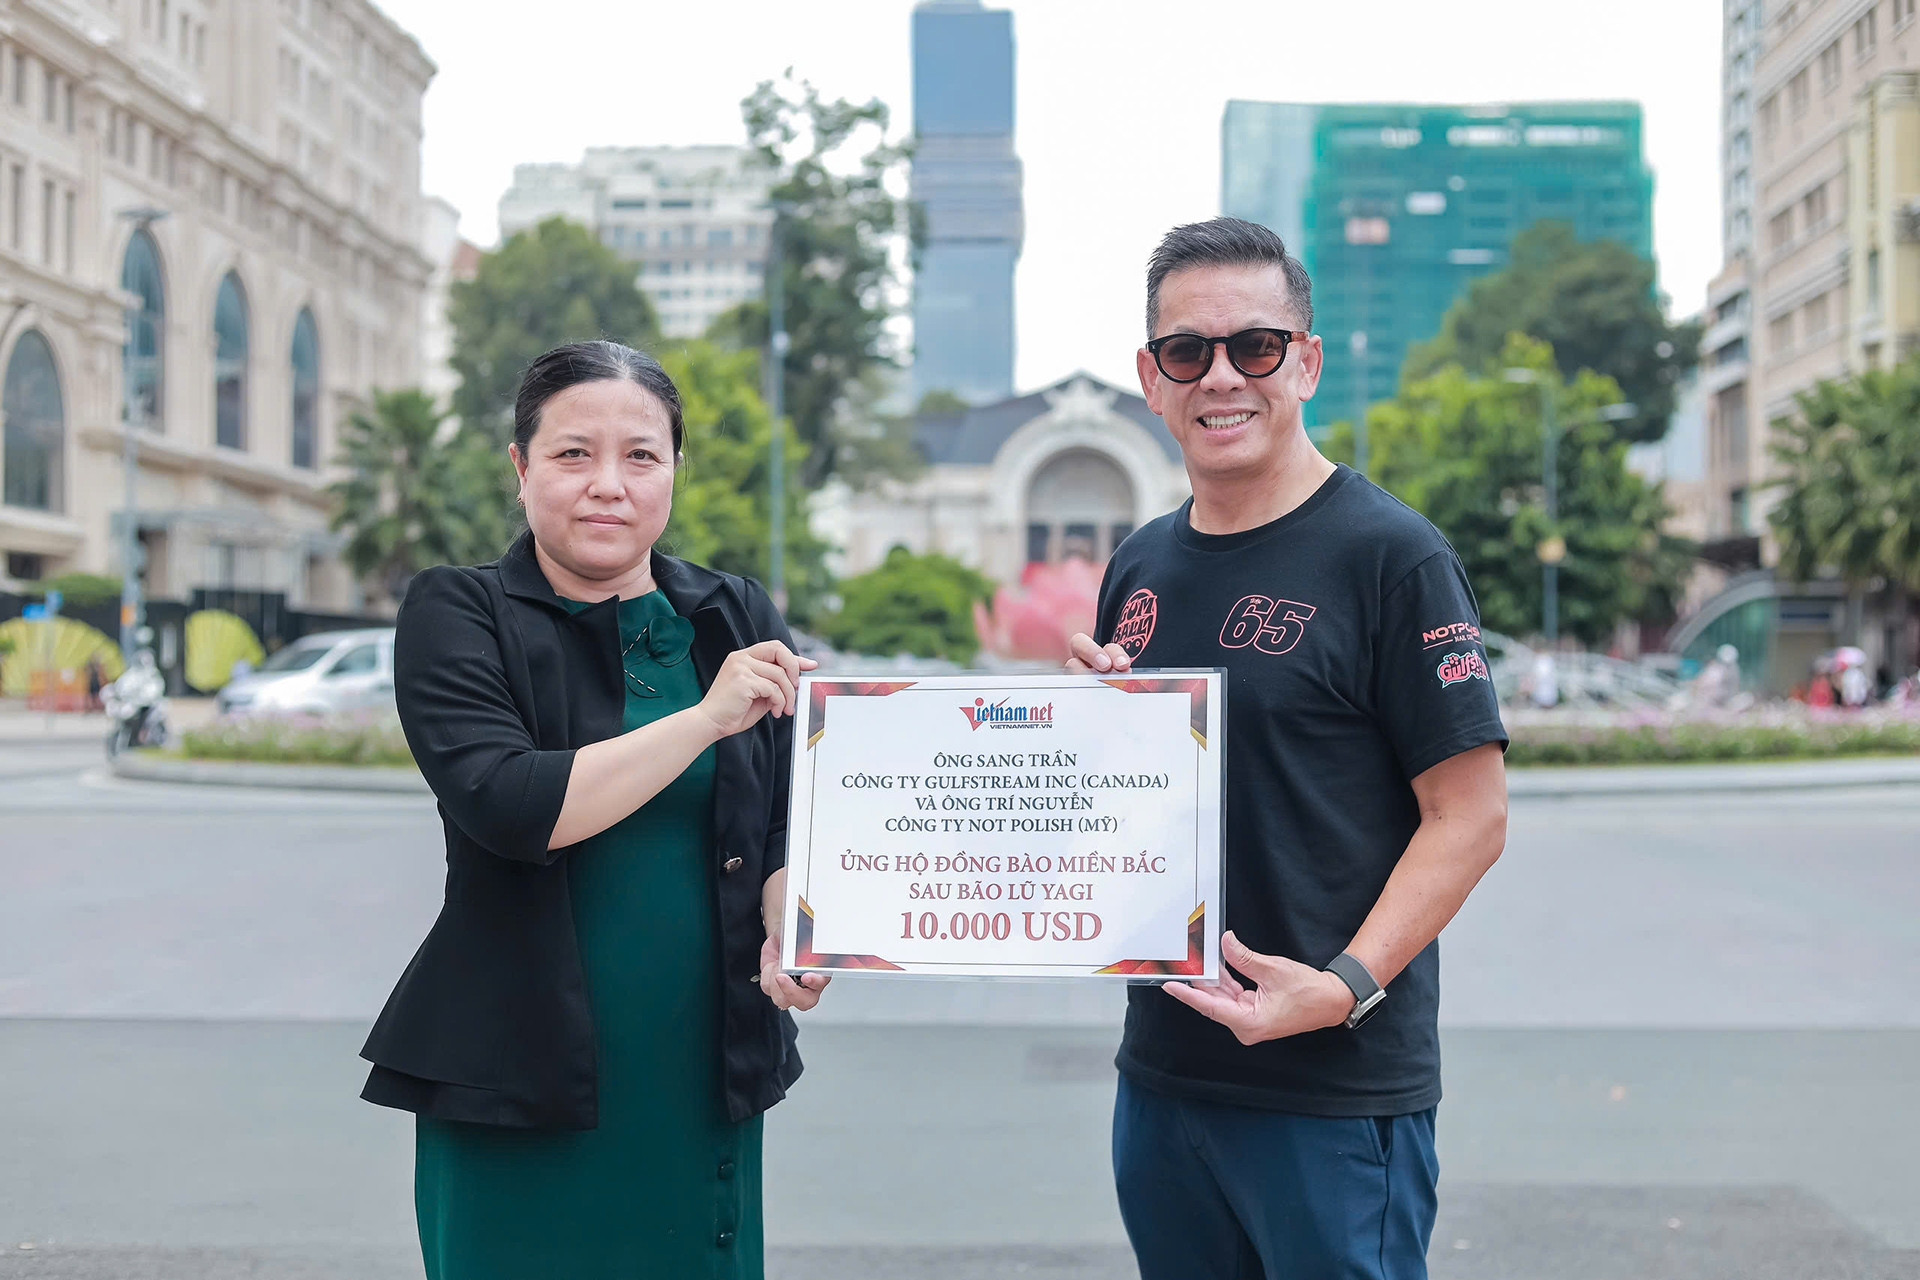 Vietnamnet
VIETNAMNET.VN
ÔNG SANG TRẦN
CÔNG TY GULFSTREAM INC (CANADA)
VÀ ÔNG TRÍ NGUYỄN
CÔNG TY NOT POLISH (MỸ)
ỦNG HỘ ĐỒNG BÀO MIỀN BẮC
SAU BÃO LŨ YAGI
10.000 USD
65